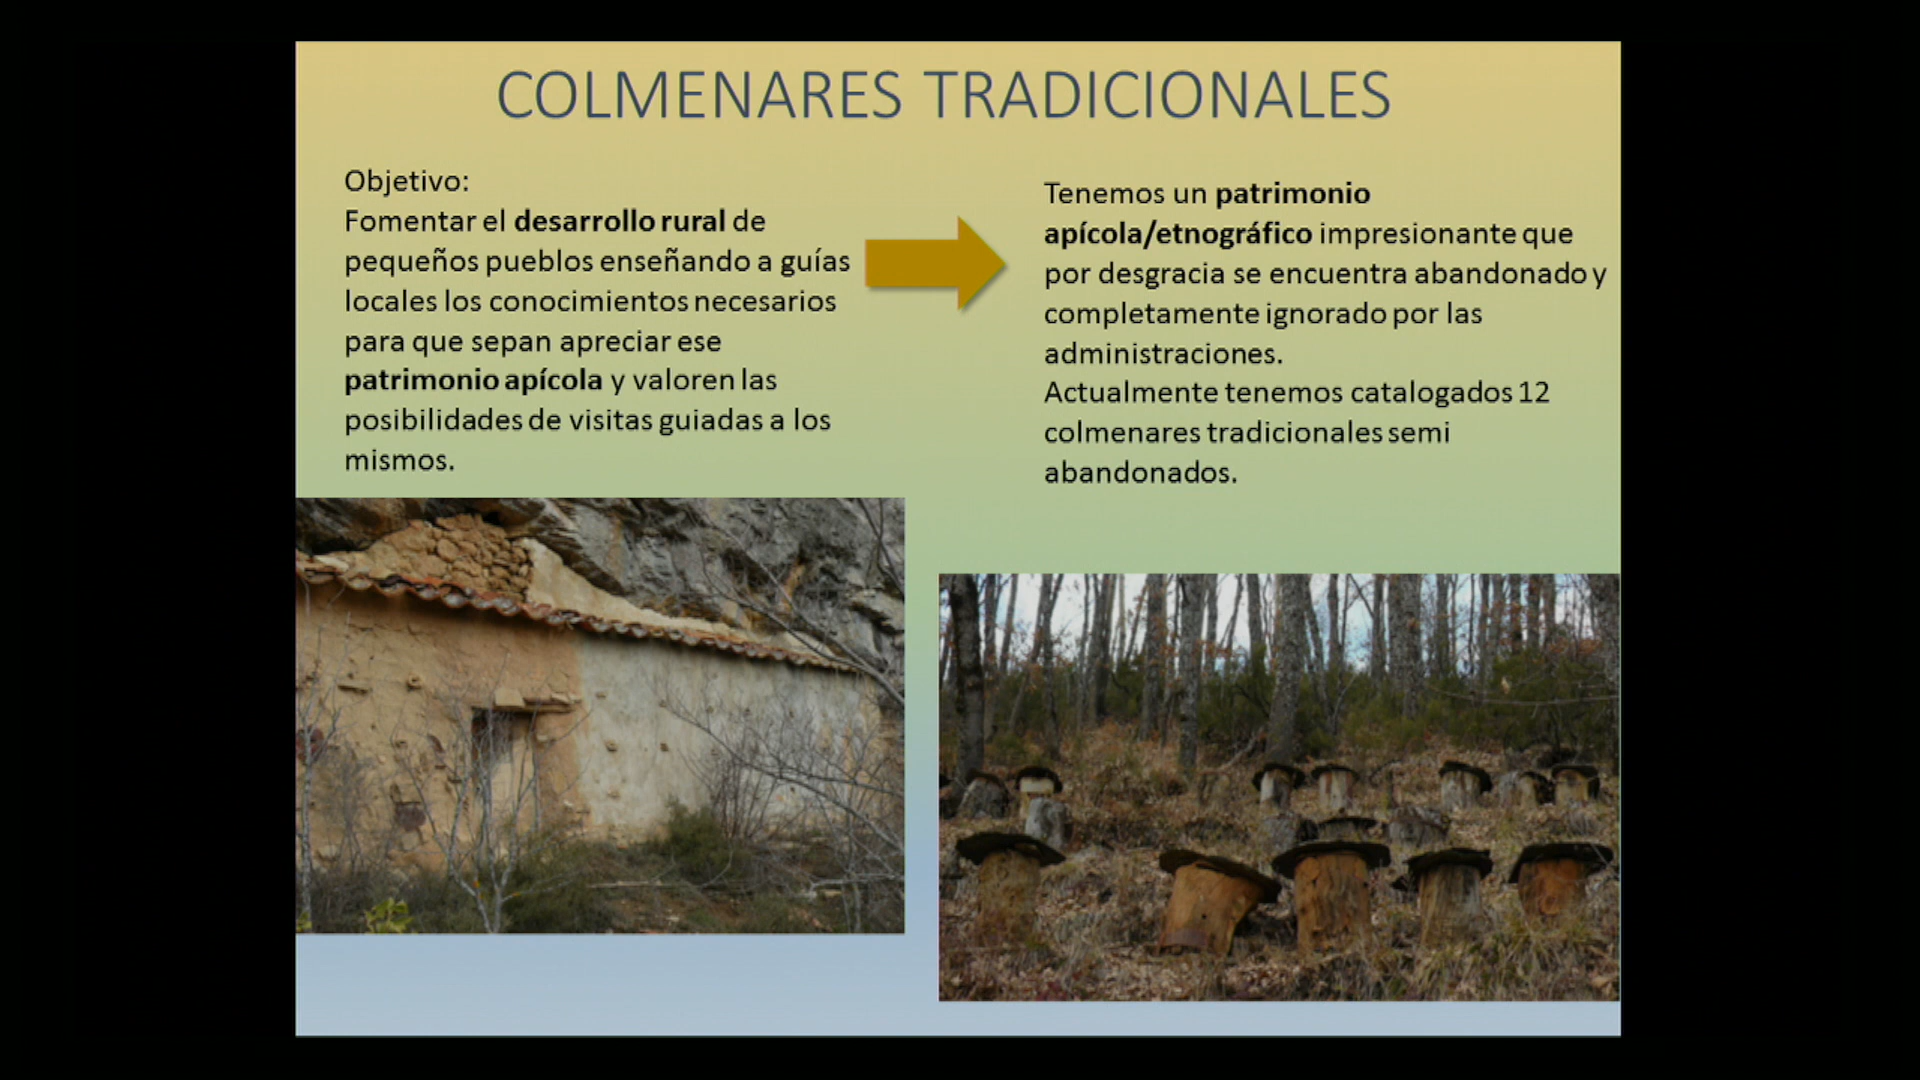 COLMENARES TRADICIONALES
Objetivo:
Fomentar el desarrollo rural de
pequeños pueblos enseñando a guías
locales los conocimientos necesarios
para que sepan apreciar ese
patrimonio apícola y valoren las
posibilidades de visitas guiadas a los
mismos.
Tenemos un patrimonio
apícola/etnográfico impresionante que
por desgracia se encuentra abandonado y
completamente ignorado por las
administraciones.
Actualmente tenemos catalogados 12
colmenares tradicionales semi
abandonados.